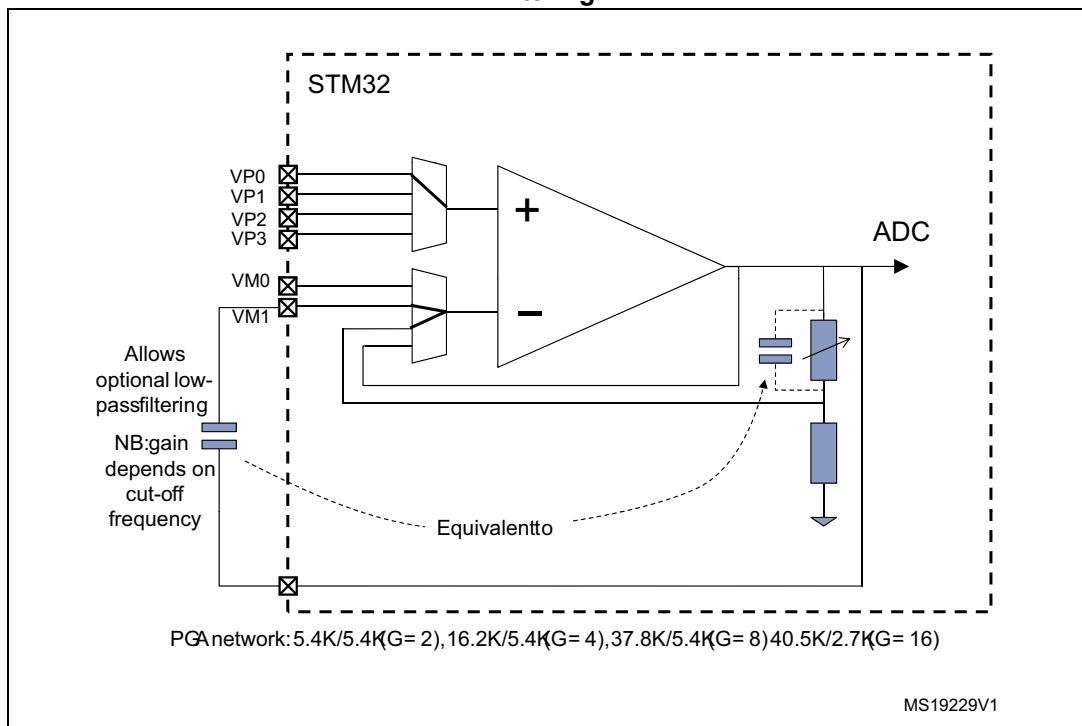 STM32
VP0
VP1
VP2
VP3
VM0
VM1
+
-
ADC
Allows
optional low-
passfiltering
NB:gain
depends on
cut-off
frequency
Equivalentto
PGAnetwork:5.4K/5.4K(G=2),16.2K/5.4K(G=4),37.8K/5.4K(G=8)40.5K/2.7K(G=16)
MS19229V1